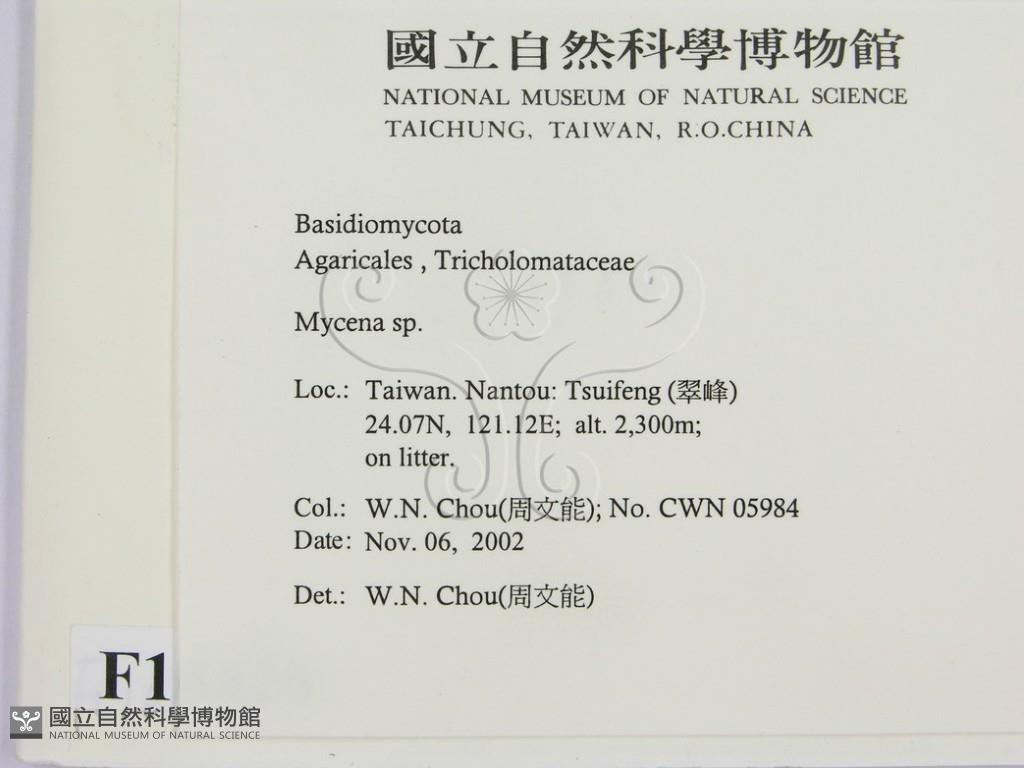 國立自然科學博物館
NATIONAL MUSEUM OF NATURAL SCIENCE
TAICHUNG, TAIWAN, R.O.CHINA
Basidiomycota
Agaricales , Tricholomataceae
Mycena sp.
Loc.: Taiwan. Nantou: Tsuifeng (翠峰)
24.07N, 121.12E; alt. 2,300m;
on litter.
Col.: W.N. Chou(周文能); No. CWN 05984
Date: Nov. 06, 2002
Det.: W.N. Chou(周文能)
F1
國立自然科學博物館
NATIONAL MUSEUM OF NATURAL SCIENCE